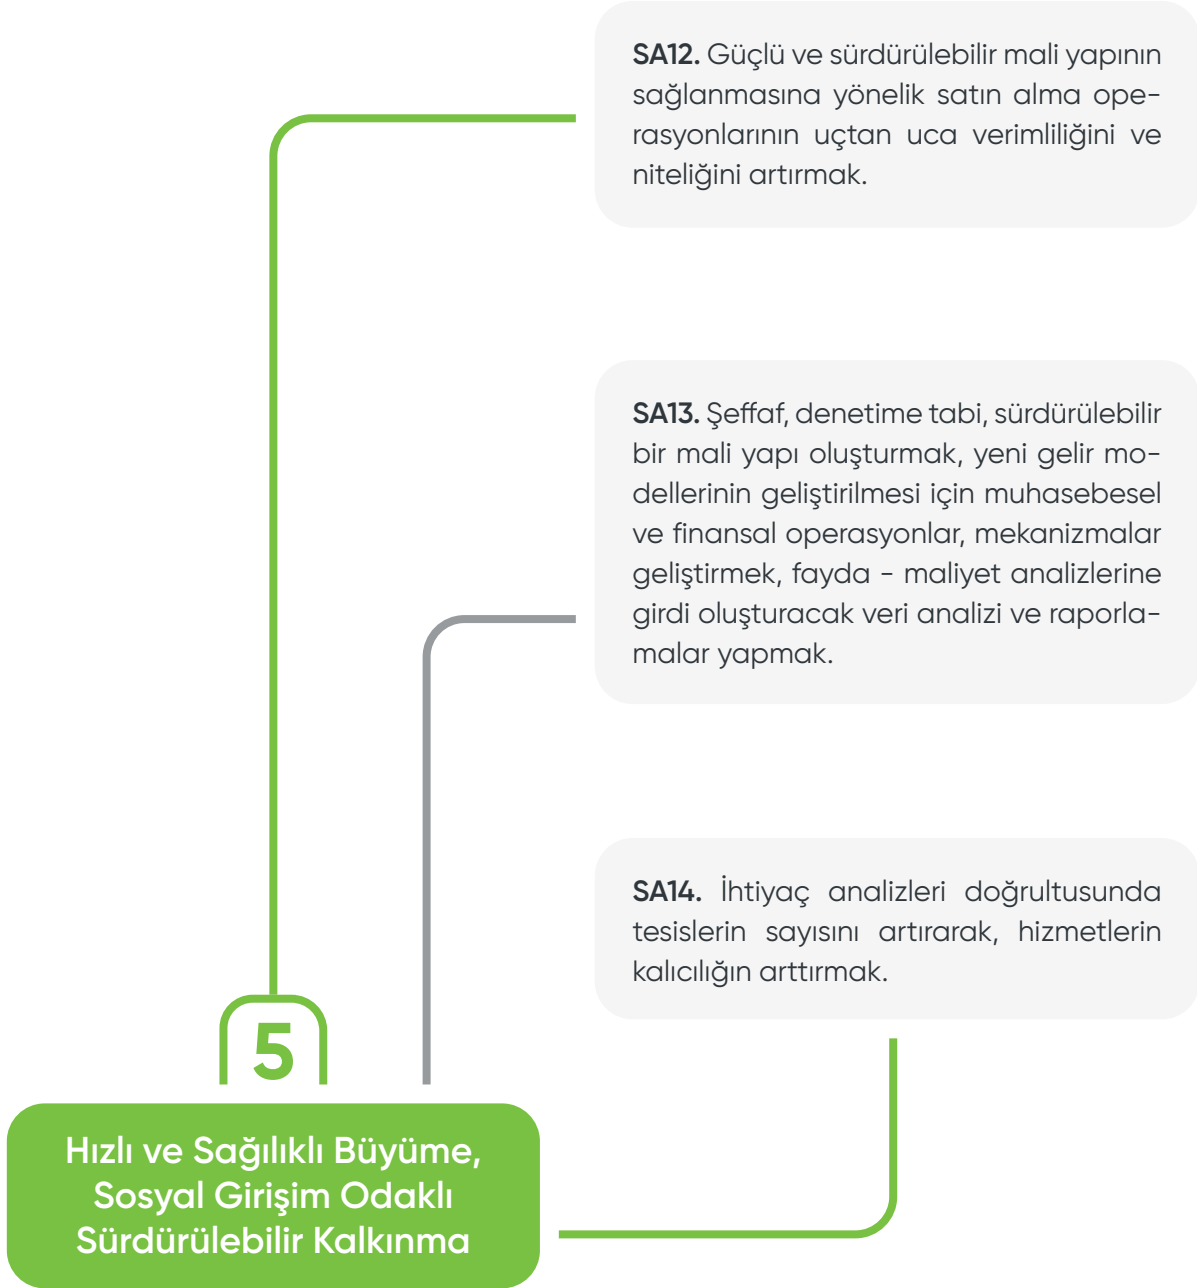 SA12. Güçlü ve sürdürülebilir mali yapının
sağlanmasına yönelik satın alma ope-
rasyonlarının uçtan uca verimliliğini ve
niteliğini artırmak.
SA13. Şeffaf, denetime tabi, sürdürülebilir
bir mali yapı oluşturmak, yeni gelir mo-
dellerinin geliştirilmesi için muhasebesel
ve finansal operasyonlar, mekanizmalar
geliştirmek, fayda - maliyet analizlerine
girdi oluşturacak veri analizi ve raporla-
malar yapmak.
SA14. İhtiyaç analizleri doğrultusunda
tesislerin sayısını artırarak, hizmetlerin
kalıcılığın arttırmak.
5
Hızlı ve Sağılıklı Büyüme,
Sosyal Girişim Odaklı
Sürdürülebilir Kalkınma